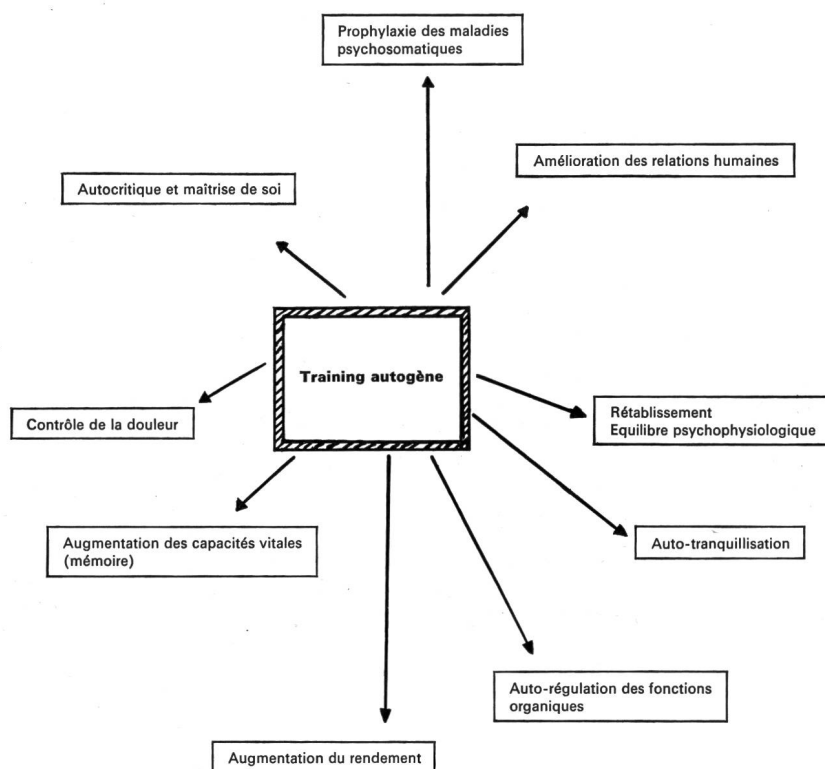 Prophylaxie des maladies
psychosomatiques
Amélioration des relations humaines
Autocritique et maîtrise de soi
Training autogène
Contrôle de la douleur
Rétablissement
Equilibre psychophysiologique
Augmentation des capacités vitales
(mémoire)
Auto-tranquillisation
Auto-régulation des fonctions
organiques
Augmentation du rendement